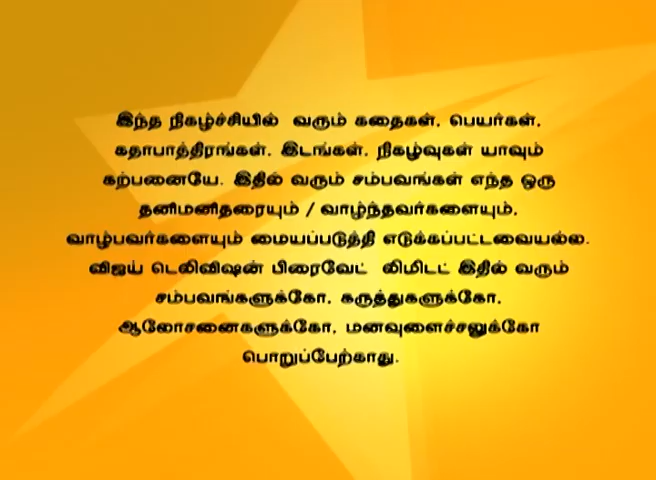 இந்த நிகழ்ச்சியில் வரும் கதைகள், பெயர்கள்,
கதாபாத்திரங்கள், இடங்கள், நிகழ்வுகள் யாவும்
கற்பனையே. இதில் வரும் சம்பவங்கள் எந்த ஒரு
தனிமனிதரையும் / வாழ்ந்தவர்களையும்,
வாழ்பவர்களையும் மையப்படுத்தி எடுக்கப்பட்டவையல்ல.
விஜய் டெலிவிஷன் பிரைவேட் லிமிடட் இதில் வரும்
சம்பவங்களுக்கோ, கருத்துகளுக்கோ,
ஆலோசனைகளுக்கோ, மனவுளைச்சலுக்கோ
பொறுப்பேற்காது.